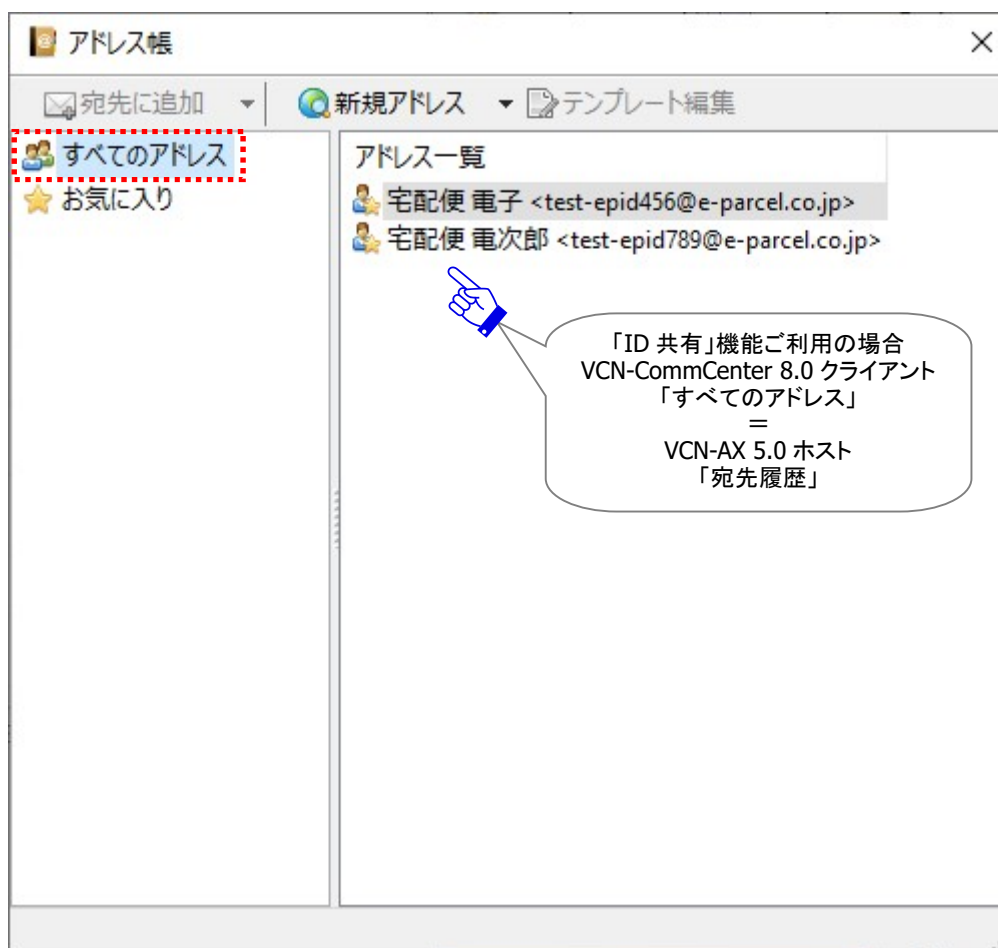 アドレス帳
宛先に追加
新規アドレス
テンプレート編集
すべてのアドレス
お気に入り
アドレス一覧
宅配便 電子 <test-epid456@e-parcel.co.jp>
宅配便 電次郎 <test-epid789@e-parcel.co.jp>
「ID 共有」機能ご利用の場合
VCN-CommCenter 8.0 クライアント
「すべてのアドレス」
＝
VCN-AX 5.0 ホスト
「宛先履歴」